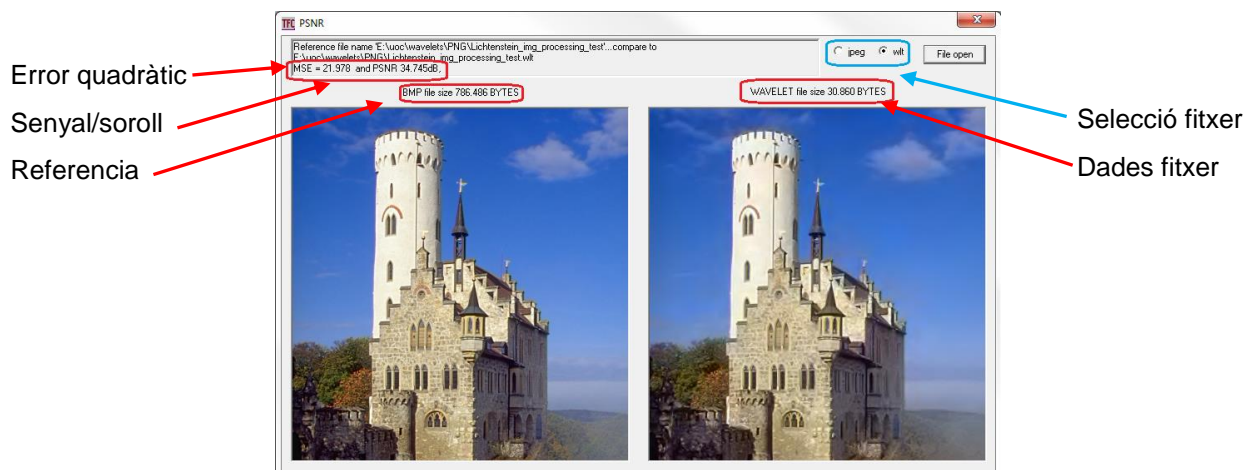 TFC PSNR
Reference file name 'E:\uoc\wavelets\PNG\Lichtenstein_img_processing_test'...compare to
E:\uoc\wavelets\PNG\Lichtenstein_img_processing_test.wlt
MSE = 21.978 and PSNR 34.745dB,
jpeg wlt
File open
BMP file size 786.486 BYTES
WAVELET file size 30.860 BYTES
Error quadràtic
Senyal/soroll
Referencia
Selecció fitxer
Dades fitxer